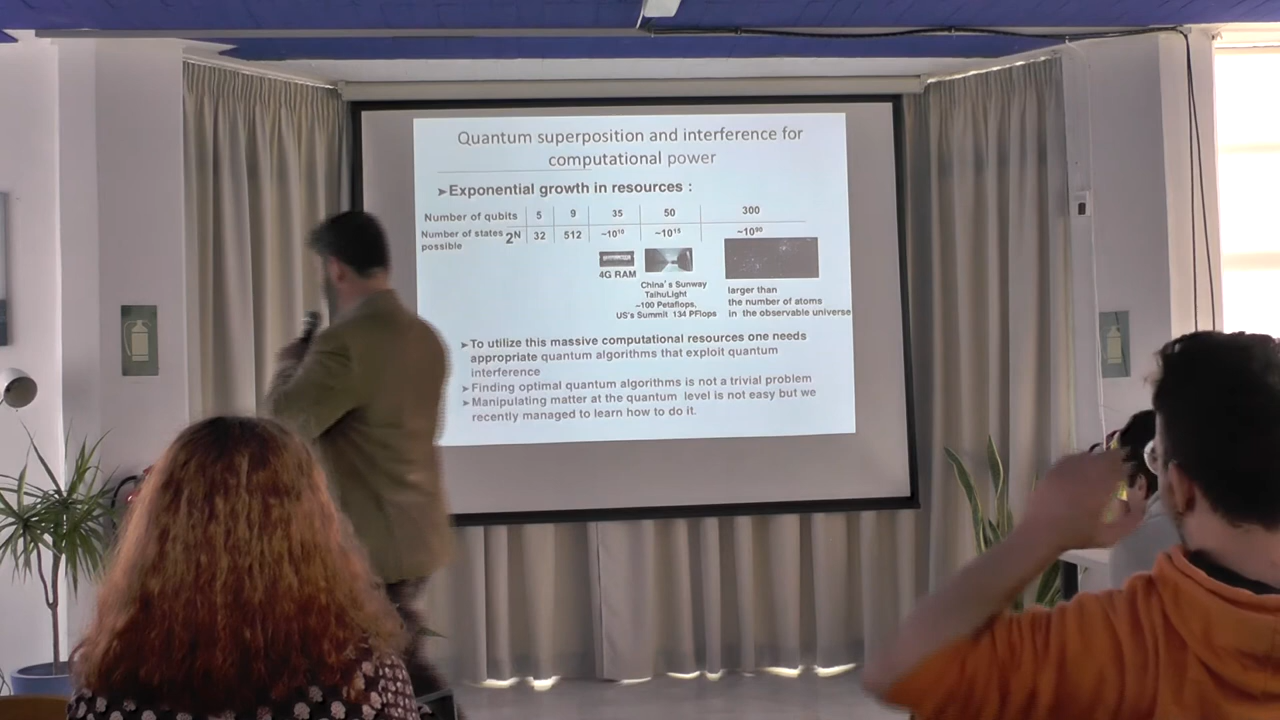 Quantum superposition and interference for
computational power
➤Exponential growth in resources :
Number of qubits 5 9 35 50 300
Number of states possible 2ᴺ 32 512 ~10¹⁰ ~10¹⁵ ~10⁹⁰
4G RAM
China's Sunway
TaihuLight
~100 Petaflops,
US's Summit 134 PFlops
larger than
the number of atoms
in the observable universe
➤To utilize this massive computational resources one needs
appropriate quantum algorithms that exploit quantum
interference
➤Finding optimal quantum algorithms is not a trivial problem
➤Manipulating matter at the quantum level is not easy but we
recently managed to learn how to do it.